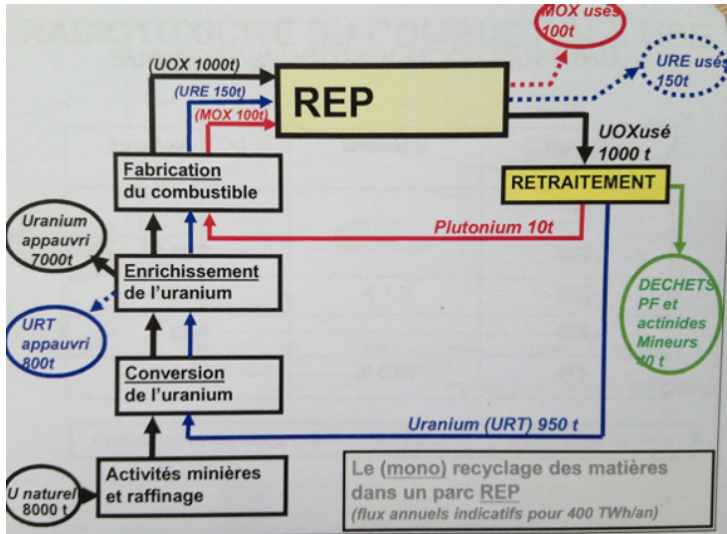 MOX usés
100t
(UOX 1000t)
(URE 150t)
(MOX 100t)
REP
URE usés
150t
UOXusé
1000 t
Fabrication
du combustible
RETRAITEMENT
Plutonium 10t
Uranium
appauvri
7000t
Enrichissement
de l'uranium
DECHETS
PF et
actinides
Mineurs
40 t
URT
appauvri
800t
Conversion
de l'uranium
Uranium (URT) 950 t
U naturel
8000 t
Activités minières
et raffinage
Le (mono) recyclage des matières
dans un parc REP
(flux annuels indicatifs pour 400 TWh/an)